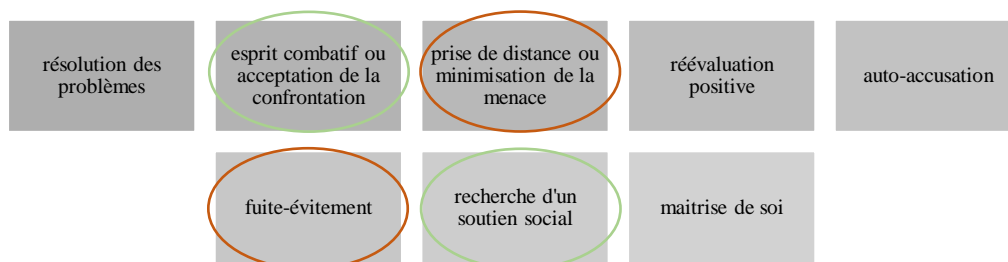 résolution des
problèmes
esprit combatif ou
acceptation de la
confrontation
prise de distance ou
minimisation de la
menace
réévaluation
positive
auto-accusation
fuite-évitement
recherche d'un
soutien social
maitrise de soi